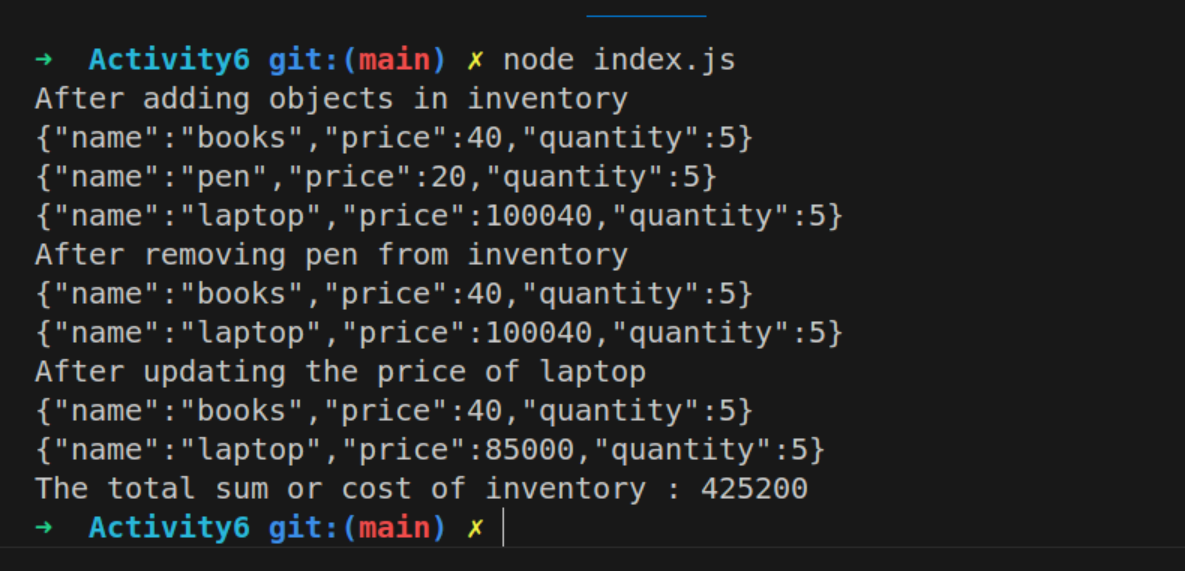 ➜  Activity6 git:(main) ✗ node index.js
After adding objects in inventory
{"name":"books","price":40,"quantity":5}
{"name":"pen","price":20,"quantity":5}
{"name":"laptop","price":100040,"quantity":5}
After removing pen from inventory
{"name":"books","price":40,"quantity":5}
{"name":"laptop","price":100040,"quantity":5}
After updating the price of laptop
{"name":"books","price":40,"quantity":5}
{"name":"laptop","price":85000,"quantity":5}
The total sum or cost of inventory : 425200
➜  Activity6 git:(main) ✗